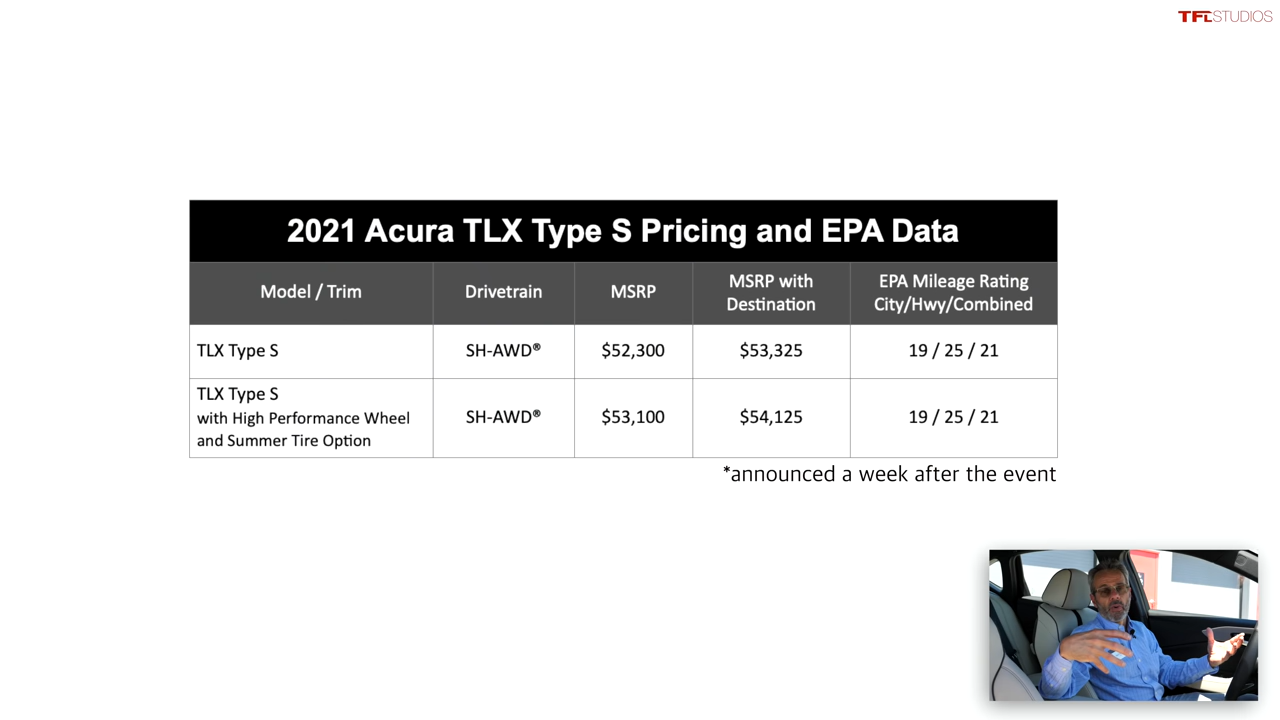 TFLSTUDIOS
2021 Acura TLX Type S Pricing and EPA Data
Model / Trim
Drivetrain
MSRP
MSRP with
Destination
EPA Mileage Rating
City/Hwy/Combined
TLX Type S
SH-AWD®
$52,300
$53,325
19 / 25 / 21
TLX Type S
with High Performance Wheel
and Summer Tire Option
SH-AWD®
$53,100
$54,125
19 / 25 / 21
*announced a week after the event